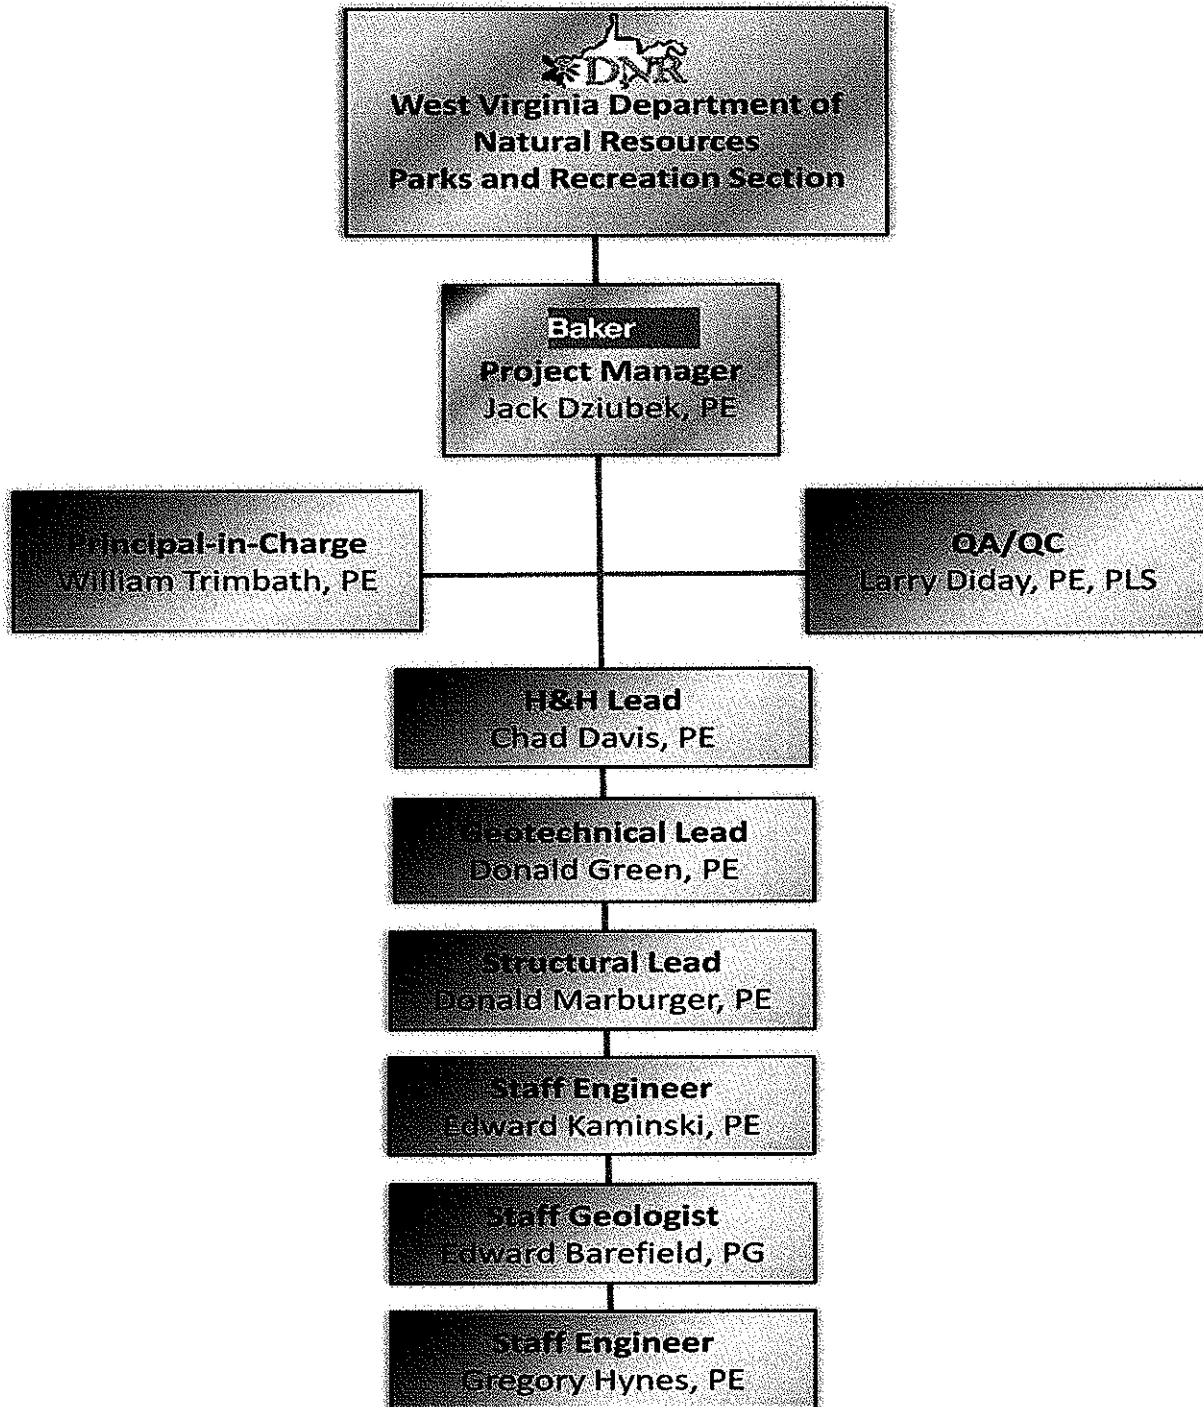 DNR
West Virginia Department of
Natural Resources
Parks and Recreation Section
Baker
Project Manager
Jack Dziubek, PE
Principal-in-Charge
William Trimbath, PE
QA/QC
Larry Diday, PE, PLS
H&H Lead
Chad Davis, PE
Geotechnical Lead
Donald Green, PE
Structural Lead
Donald Marburger, PE
Staff Engineer
Edward Kaminski, PE
Staff Geologist
Edward Barefield, PG
Staff Engineer
Gregory Hynes, PE